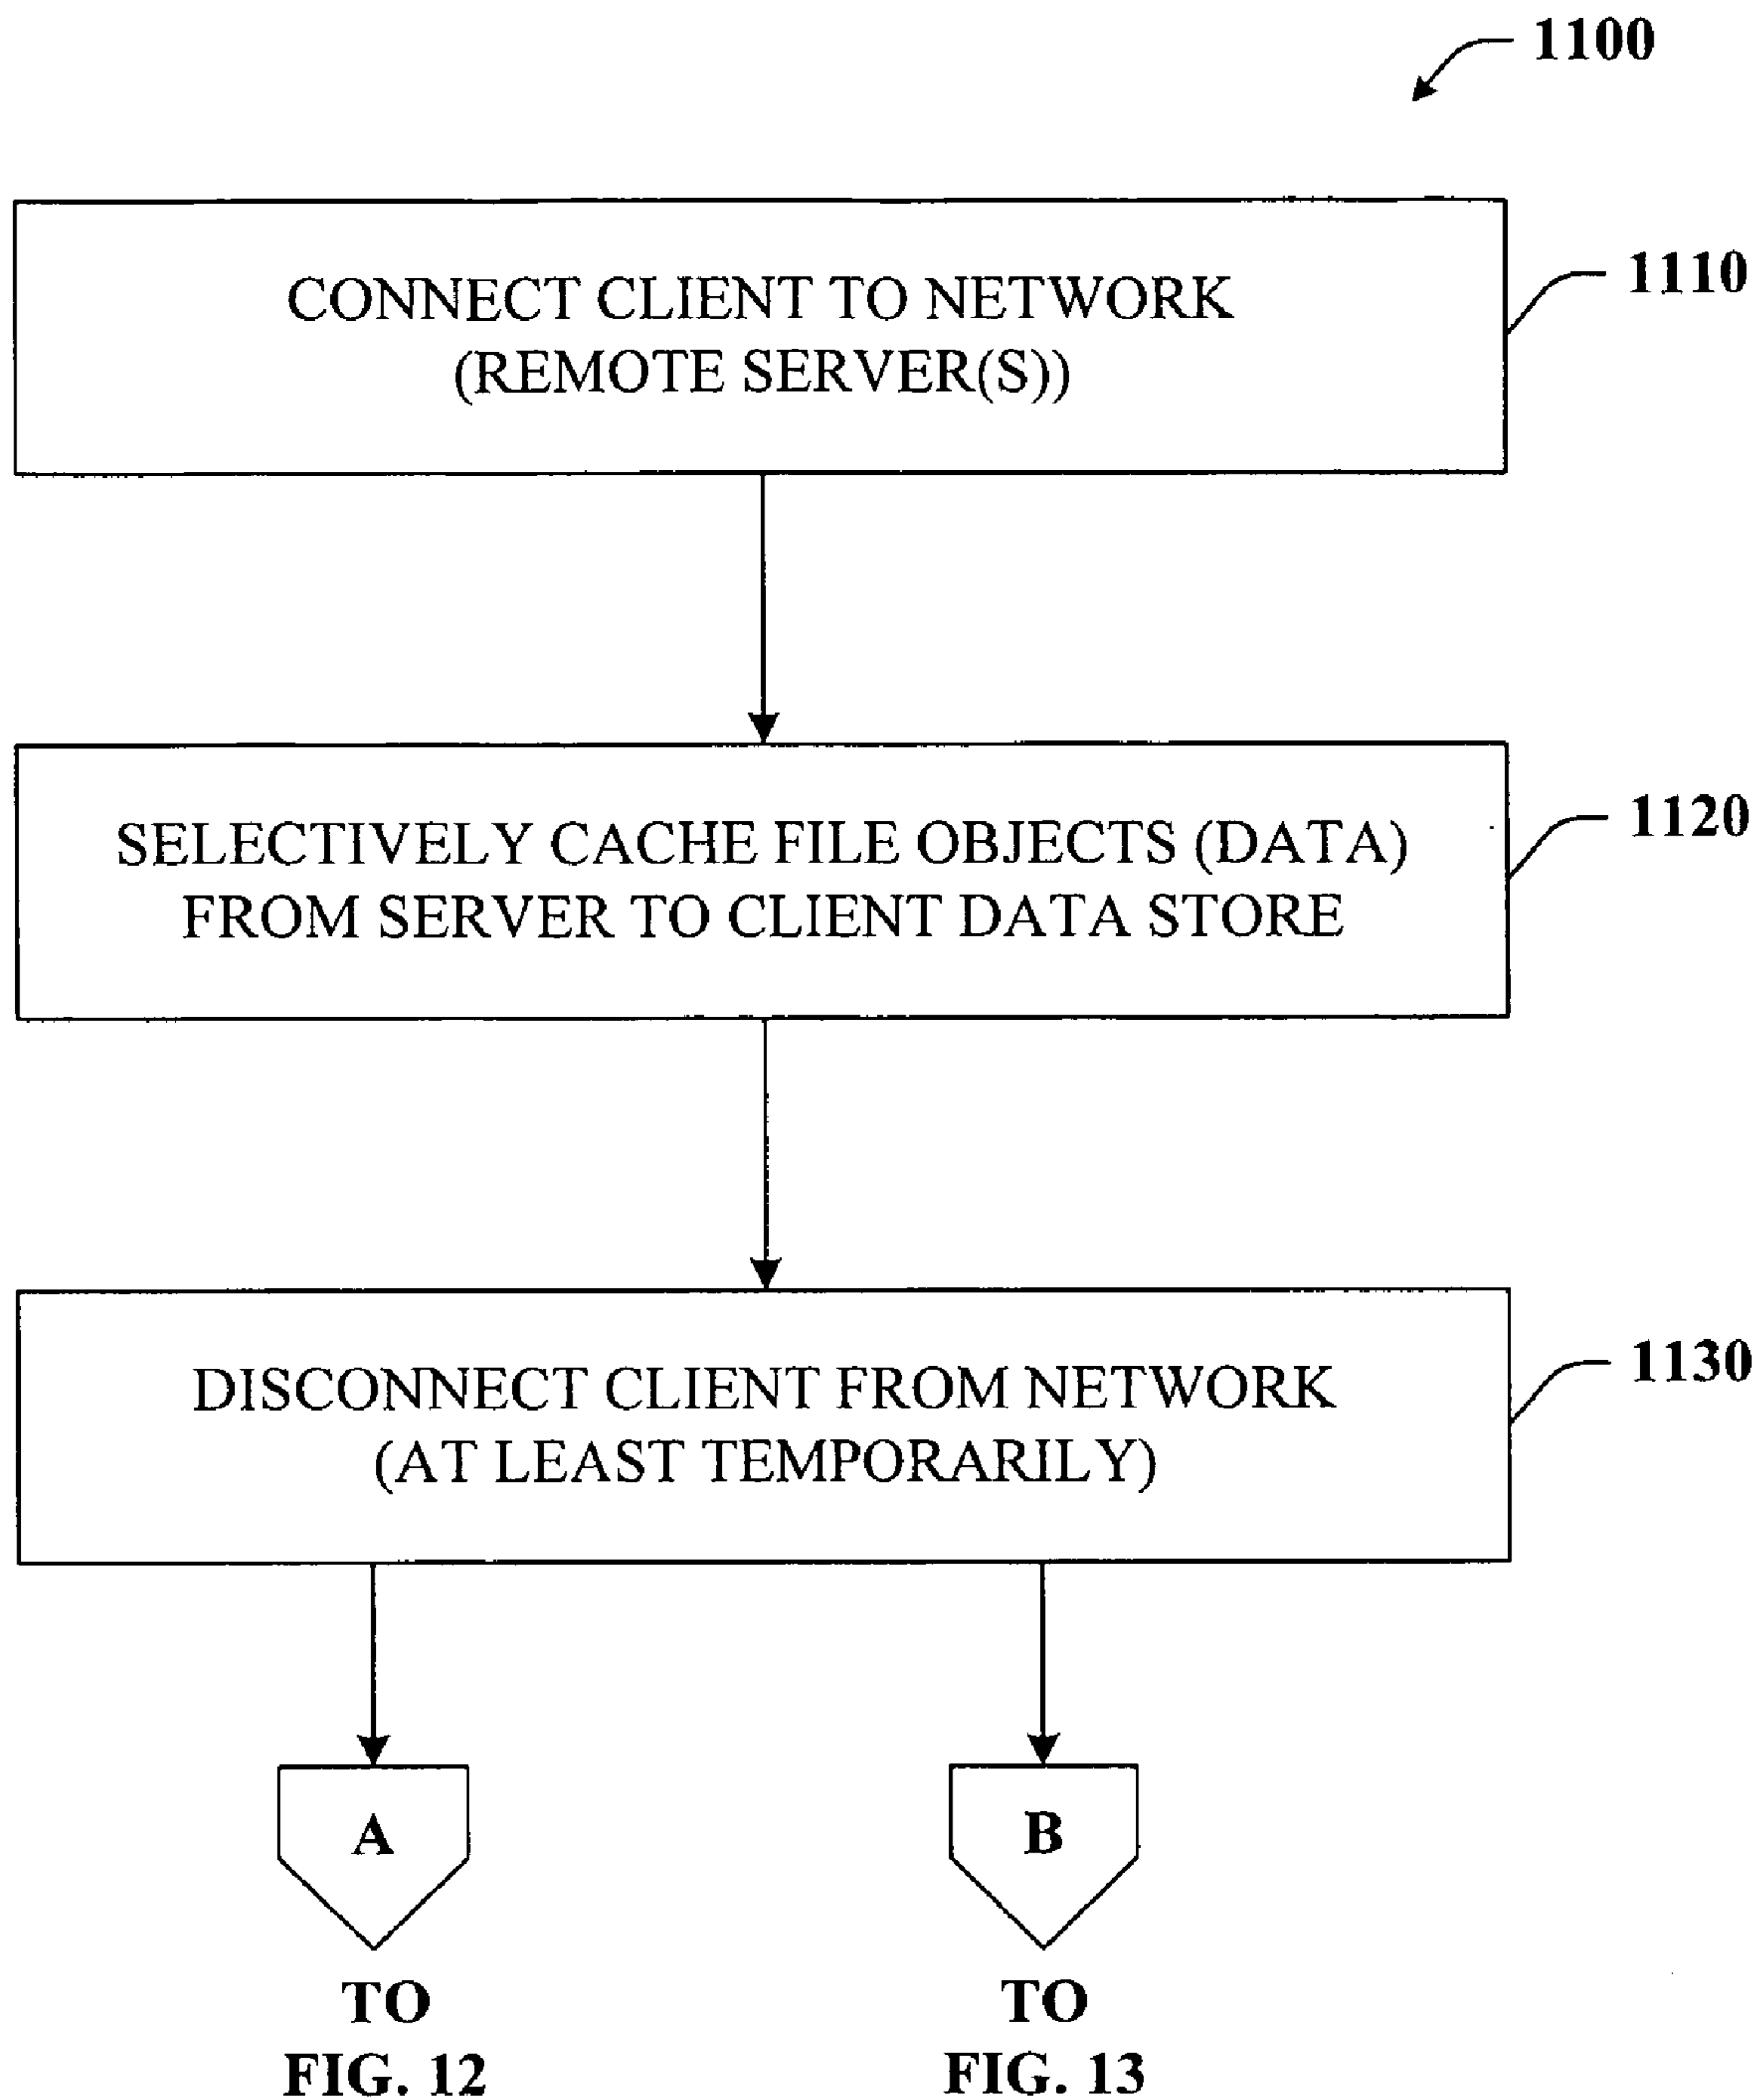 1100
CONNECT CLIENT TO NETWORK
(REMOTE SERVER(S))
1110
SELECTIVELY CACHE FILE OBJECTS (DATA)
FROM SERVER TO CLIENT DATA STORE
1120
DISCONNECT CLIENT FROM NETWORK
(AT LEAST TEMPORARILY)
1130
A
TO
FIG. 12
B
TO
FIG. 13